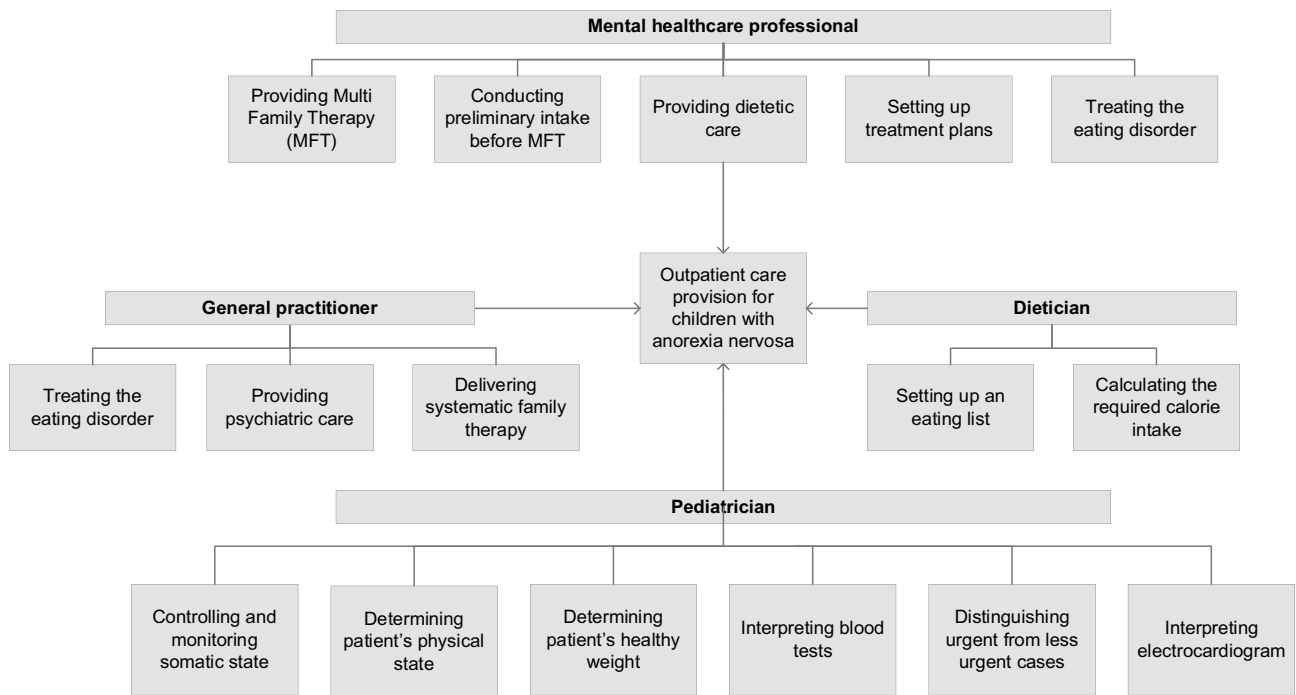 Mental healthcare professional
Providing Multi
Family Therapy
(MFT)
Conducting
preliminary intake
before MFT
Providing dietetic
care
Setting up
treatment plans
Treating the
eating disorder
Outpatient care
provision for
children with
anorexia nervosa
General practitioner
Treating the
eating disorder
Providing
psychiatric care
Delivering
systematic family
therapy
Dietician
Setting up an
eating list
Calculating the
required calorie
intake
Pediatrician
Controlling and
monitoring
somatic state
Determining
patient’s physical
state
Determining
patient’s healthy
weight
Interpreting blood
tests
Distinguishing
urgent from less
urgent cases
Interpreting
electrocardiogram